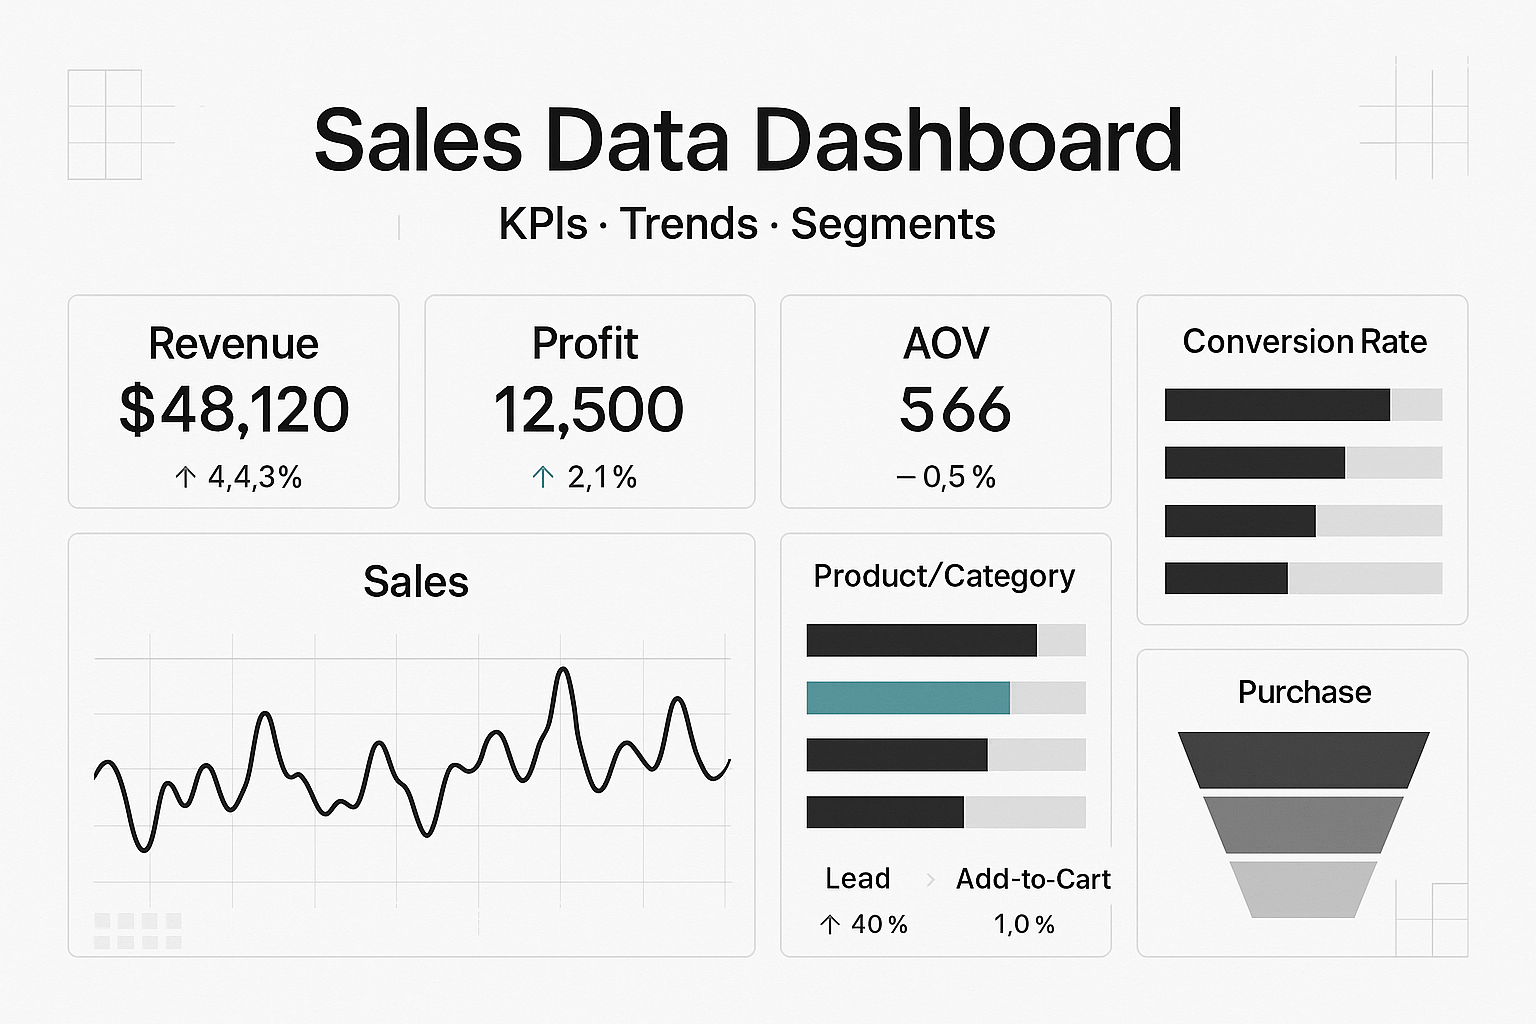 Sales Data Dashboard
KPIs · Trends · Segments
Revenue
$48,120
↑ 4,4,3%
Profit
12,500
↑ 2,1%
AOV
566
– 0,5 %
Conversion Rate
Sales
Product/Category
Lead > Add-to-Cart
↑ 40 % 1,0 %
Purchase